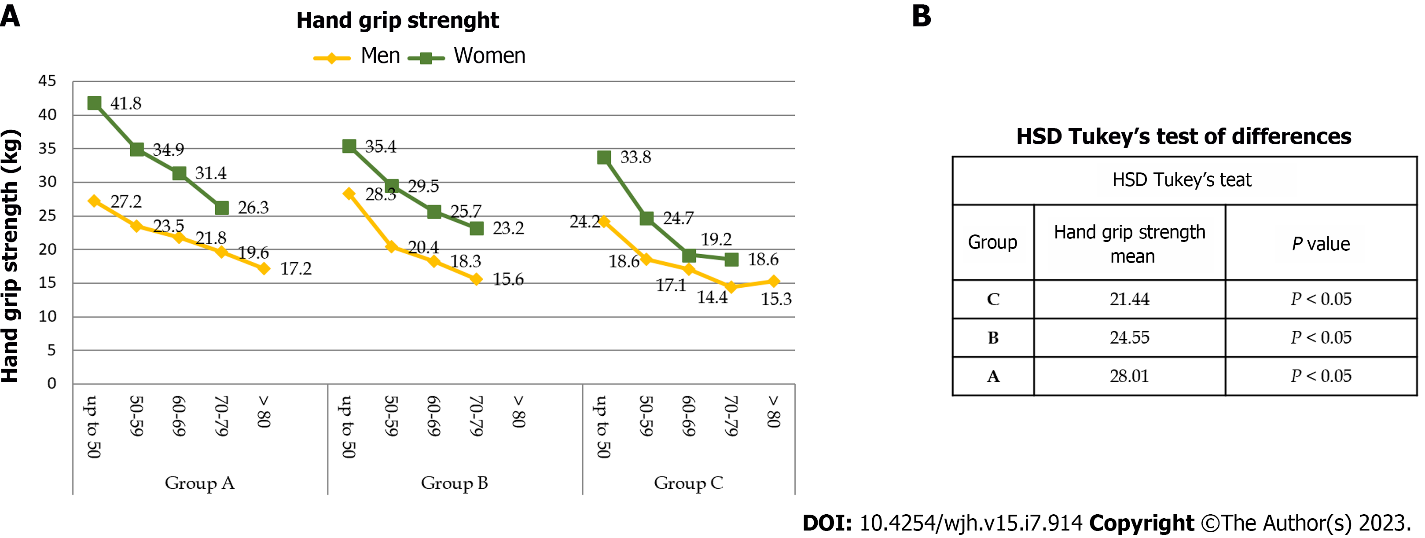 A
Hand grip strenght
Men Women
Hand grip strength (kg)
45
40
35
30
25
20
15
10
5
0
41.8
34.9
31.4
26.3
27.2
23.5
21.8
19.6
17.2
35.4
29.5
25.7
23.2
28.3
20.4
18.3
15.6
33.8
24.7
19.2
18.6
24.2
18.6
17.1
14.4
15.3
up to 50
50-59
60-69
70-79
> 80
up to 50
50-59
60-69
70-79
> 80
up to 50
50-59
60-69
70-79
> 80
Group A
Group B
Group C
B
HSD Tukey’s test of differences
HSD Tukey’s teat
Group Hand grip strength mean P value
C 21.44 P < 0.05
B 24.55 P < 0.05
A 28.01 P < 0.05
DOI: 10.4254/wjh.v15.i7.914 Copyright ©The Author(s) 2023.